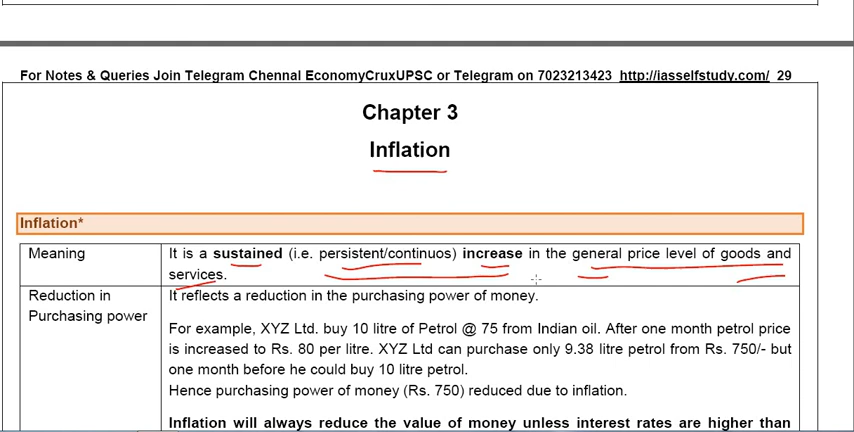 For Notes & Queries Join Telegram Chennal EconomyCruxUPSC or Telegram on 7023213423 http://iasselfstudy.com/ 29
Chapter 3
Inflation
Inflation*
Meaning
It is a sustained (i.e. persistent/continuos) increase in the general price level of goods and
services.
Reduction in
Purchasing power
It reflects a reduction in the purchasing power of money.
For example, XYZ Ltd. buy 10 litre of Petrol @ 75 from Indian oil. After one month petrol price
is increased to Rs. 80 per litre. XYZ Ltd can purchase only 9.38 litre petrol from Rs. 750/- but
one month before he could buy 10 litre petrol.
Hence purchasing power of money (Rs. 750) reduced due to inflation.
Inflation will always reduce the value of money unless interest rates are higher than